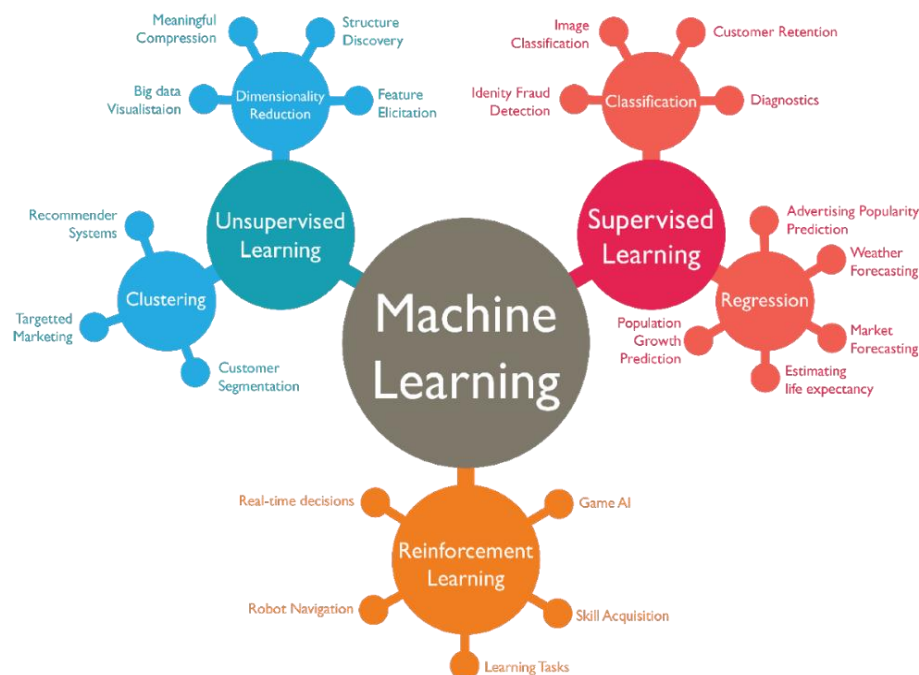 Meaningful
Compression
Structure
Discovery
Big data
Visualistaion
Dimensionality
Reduction
Feature
Elicitation
Unsupervised
Learning
Recommender
Systems
Clustering
Targetted
Marketing
Customer
Segmentation
Machine
Learning
Image
Classification
Customer Retention
Idenity Fraud
Detection
Classification
Diagnostics
Supervised
Learning
Advertising Popularity
Prediction
Weather
Forecasting
Regression
Population
Growth
Prediction
Market
Forecasting
Estimating
life expectancy
Real-time decisions
Game AI
Reinforcement
Learning
Robot Navigation
Skill Acquisition
Learning Tasks